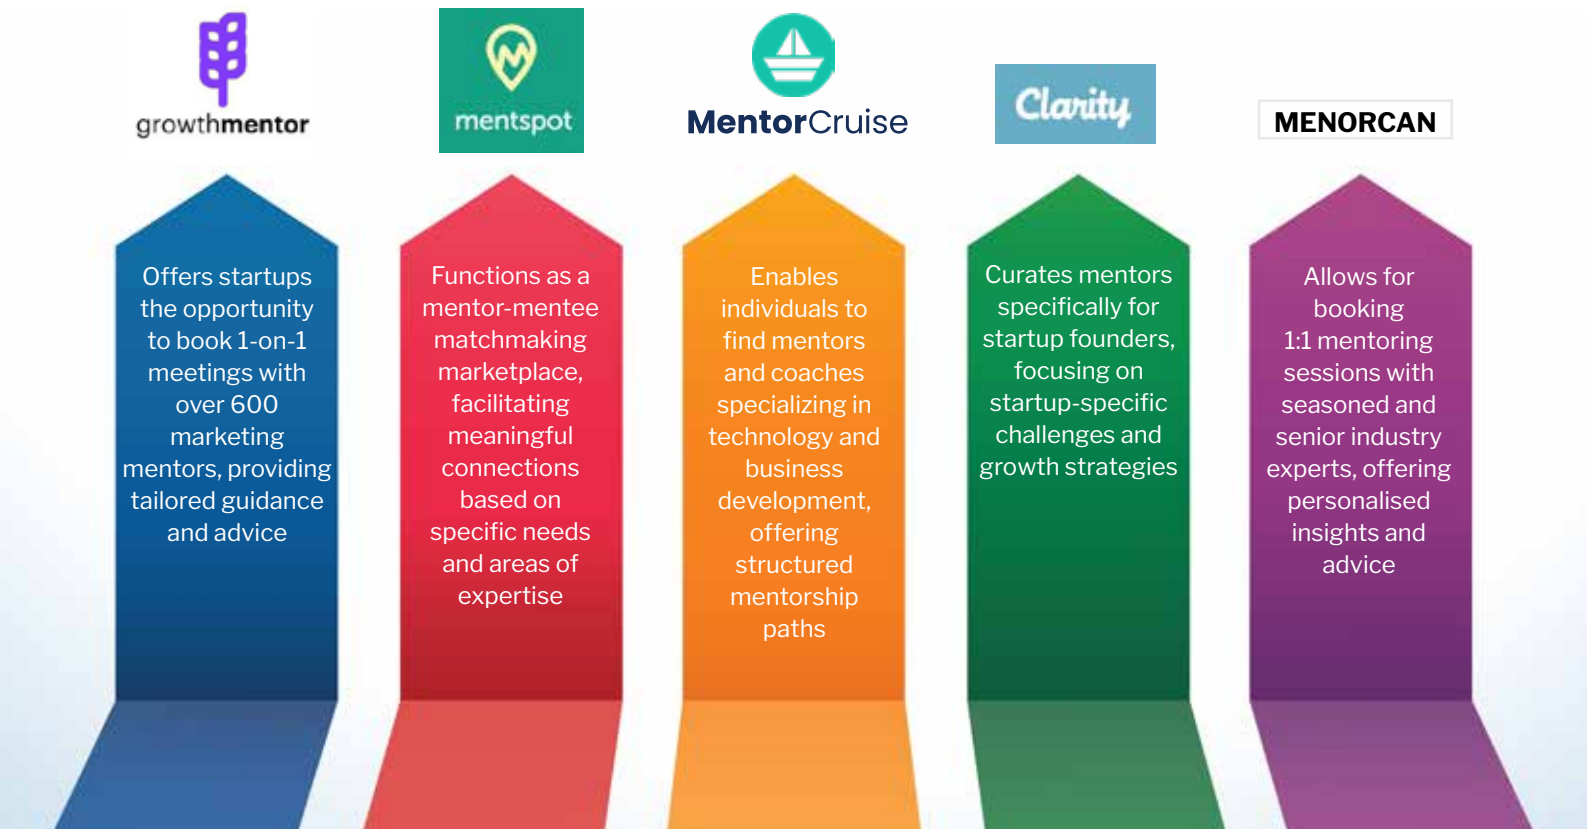 growthmentor
Offers startups
the opportunity
to book 1-on-1
meetings with
over 600
marketing
mentors, providing
tailored guidance
and advice
mentspot
Functions as a
mentor-mentee
matchmaking
marketplace,
facilitating
meaningful
connections
based on
specific needs
and areas of
expertise
MentorCruise
Enables
individuals to
find mentors
and coaches
specializing in
technology and
business
development,
offering
structured
mentorship
paths
Clarity
Curates mentors
specifically for
startup founders,
focusing on
startup-specific
challenges and
growth strategies
MENORCAN
Allows for
booking
1:1 mentoring
sessions with
seasoned and
senior industry
experts, offering
personalised
insights and
advice